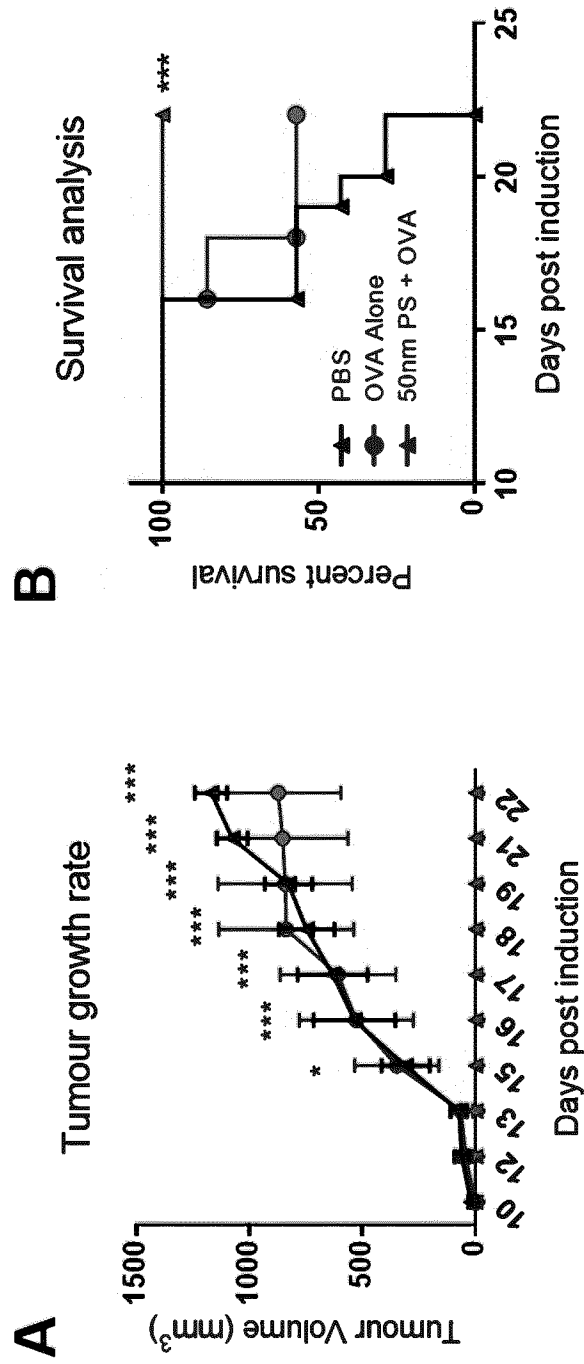 A
Tumour growth rate
***
***
***
***
***
***
*
1500
1000
500
0
Tumour Volume (mm³)
10 12 13 15 16 17 18 19 21 22
Days post induction
B
Survival analysis
***
100
50
0
Percent survival
PBS
OVA Alone
50nm PS + OVA
10 15 20 25
Days post induction